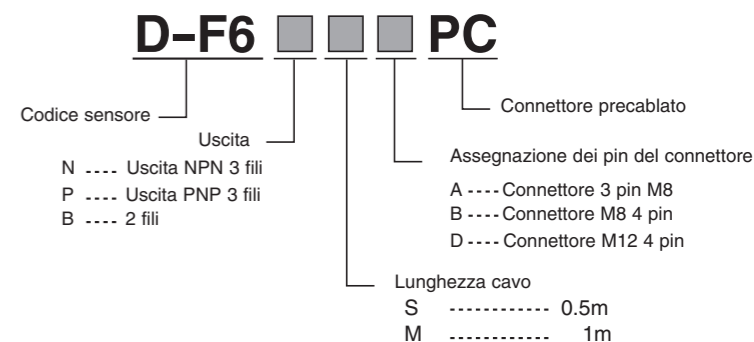 D-F6 PC
Codice sensore
Connettore precablato
Uscita
N ---- Uscita NPN 3 fili
P ---- Uscita PNP 3 fili
B ---- 2 fili
Assegnazione dei pin del connettore
A ---- Connettore 3 pin M8
B ---- Connettore M8 4 pin
D ---- Connettore M12 4 pin
Lunghezza cavo
S ------------ 0.5m
M ------------ 1m